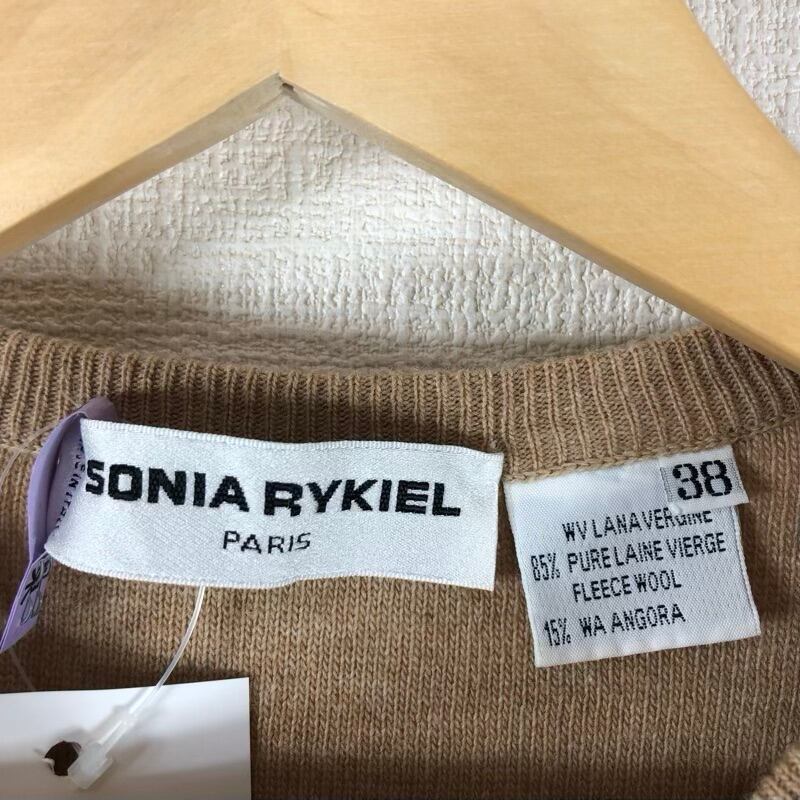 SONIA RYKIEL
PARIS
38
WV LANAVERGINE
85% PURE LAINE VIERGE
FLEECE WOOL
15% WA ANGORA